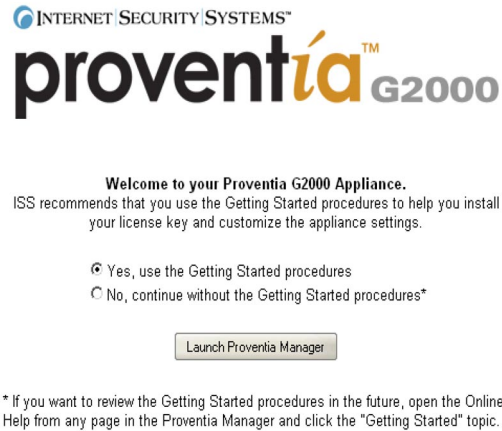 INTERNET SECURITY SYSTEMS™
proventía™ G2000
Welcome to your Proventia G2000 Appliance.
ISS recommends that you use the Getting Started procedures to help you install
your license key and customize the appliance settings.
Yes, use the Getting Started procedures
No, continue without the Getting Started procedures*
Launch Proventia Manager
* If you want to review the Getting Started procedures in the future, open the Online
Help from any page in the Proventia Manager and click the "Getting Started" topic.